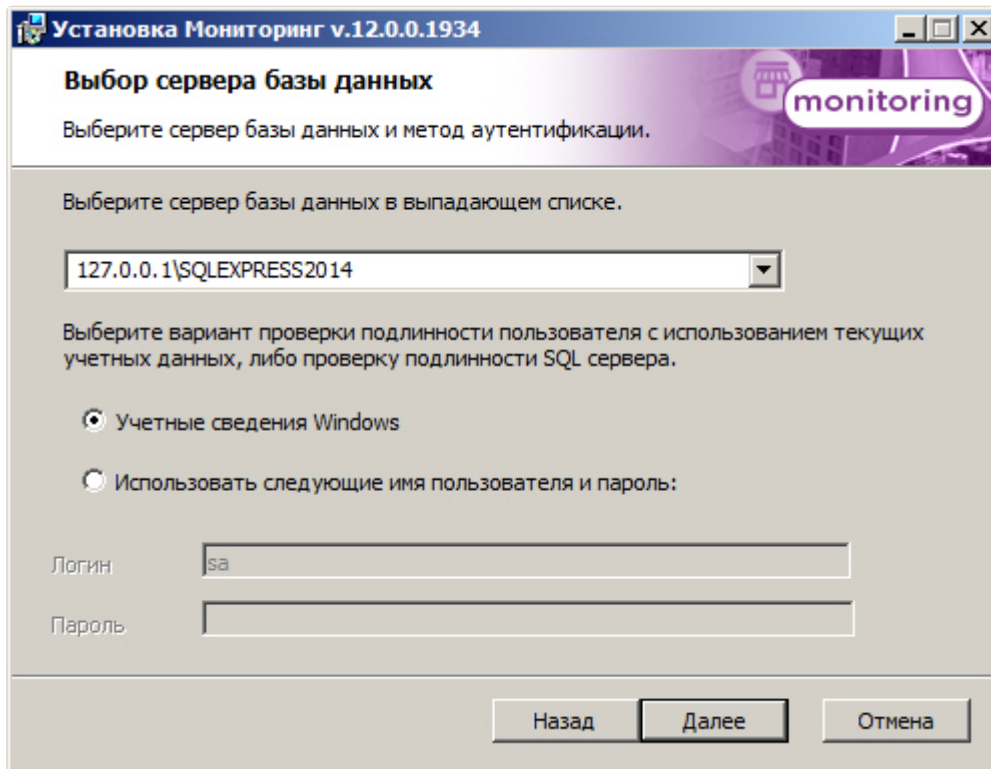 Установка Мониторинг v.12.0.0.1934
Выбор сервера базы данных
monitoring
Выберите сервер базы данных и метод аутентификации.
Выберите сервер базы данных в выпадающем списке.
127.0.0.1\SQLEXPRESS2014
Выберите вариант проверки подлинности пользователя с использованием текущих
учетных данных, либо проверку подлинности SQL сервера.
Учетные сведения Windows
Использовать следующие имя пользователя и пароль:
Логин sa
Пароль
Назад Далее Отмена